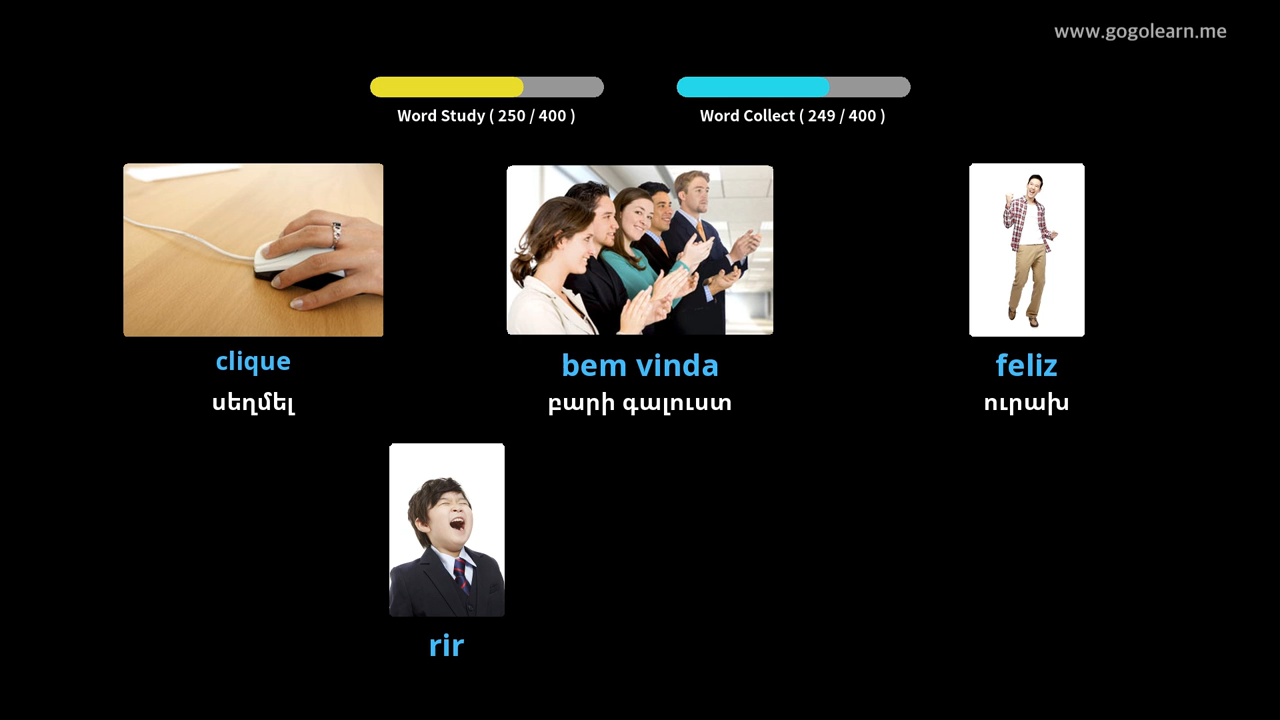 www.gogolearn.me
Word Study ( 250 / 400 )
Word Collect ( 249 / 400 )
clique
bem vinda
feliz
սեղմել
բարի գալուստ
ուրախ
rir